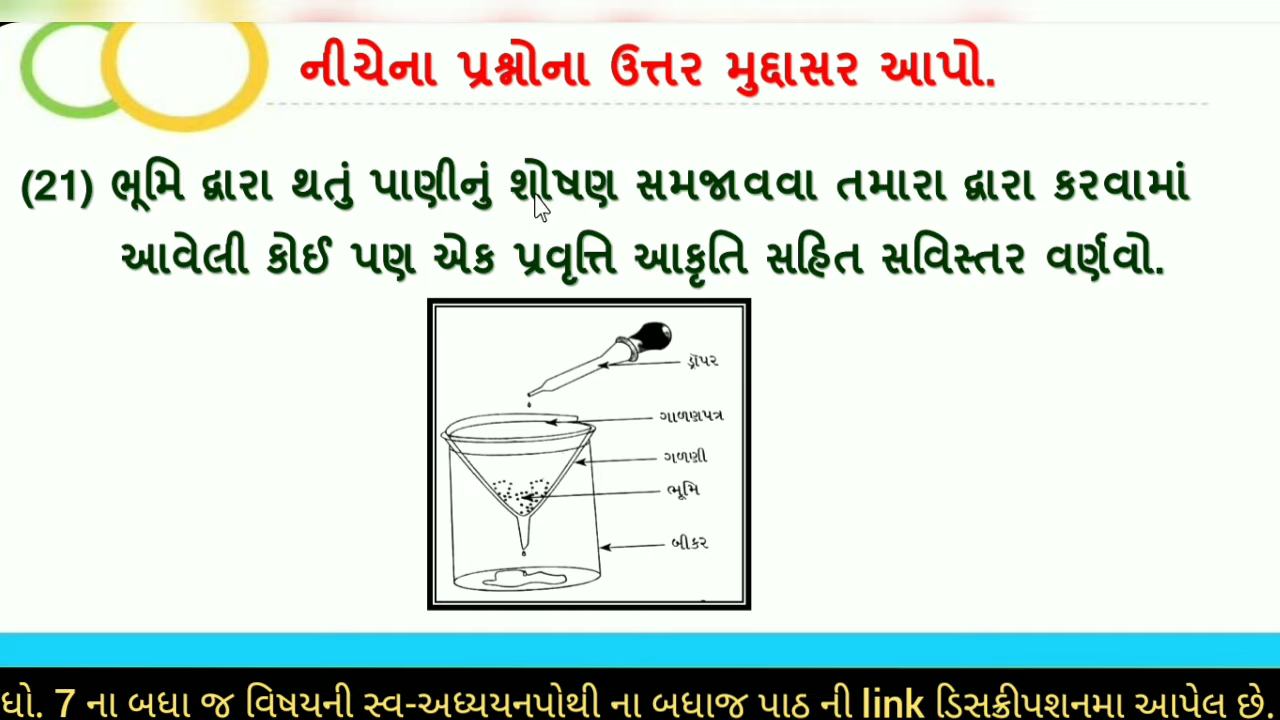 નીચેના પ્રશ્નોના ઉત્તર મુદ્દાસર આપો.
(21) ભૂમિ દ્વારા થતું પાણીનું શોષણ સમજાવવા તમારા દ્વારા કરવામાં
આવેલી કોઈ પણ એક પ્રવૃત્તિ આકૃતિ સહિત સવિસ્તર વર્ણવો.
ડ્રૉપર
ગાળણપત્ર
ગળણી
ભૂમિ
બીકર
ધો. 7 ના બધા જ વિષયની સ્વ-અધ્યયનપોથી ના બધાજ પાઠ ની link ડિસક્રીપશનમા આપેલ છે.